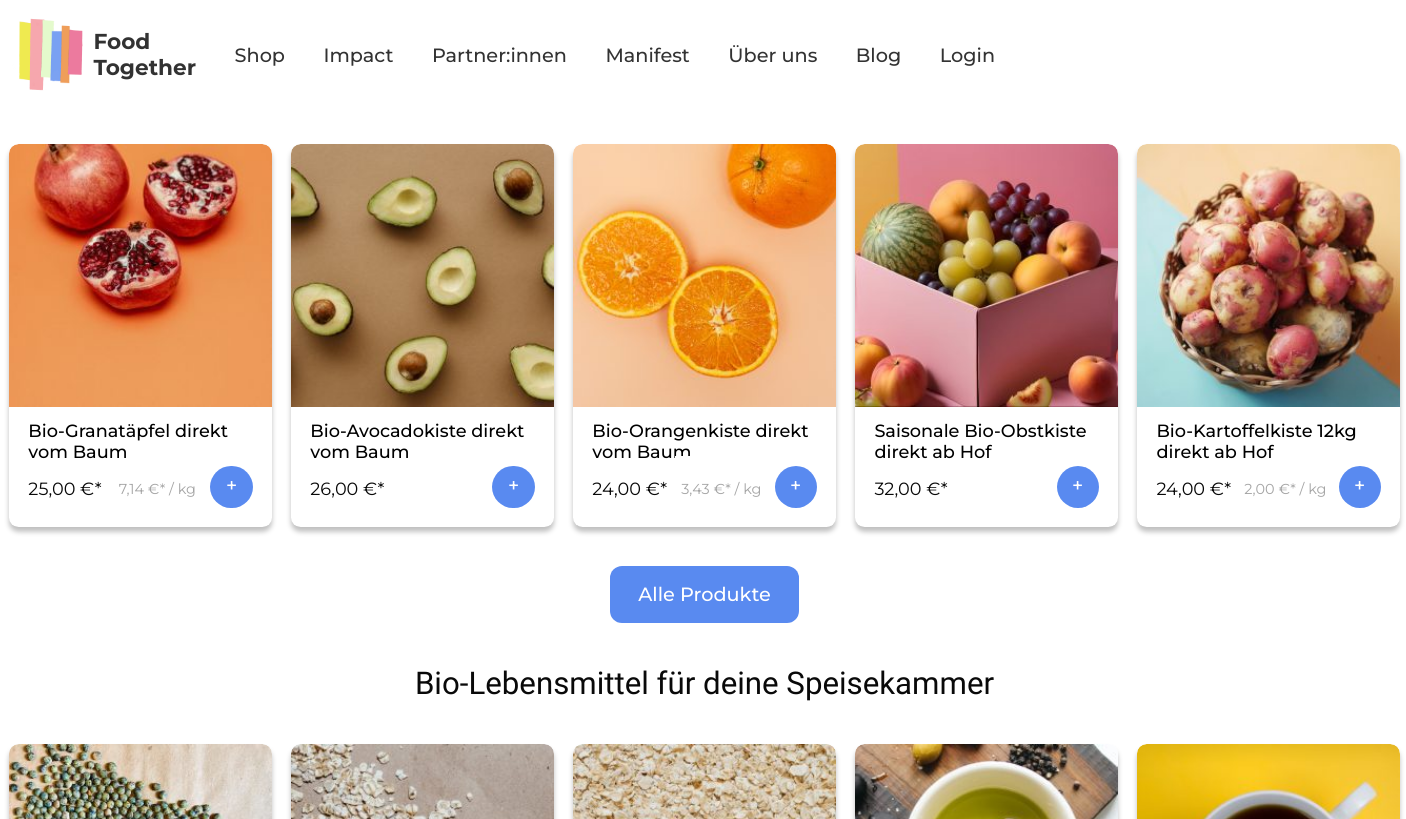 Food
Together
Shop Impact Partner:innen Manifest Über uns Blog Login
Bio-Granatäpfel direkt
vom Baum
25,00 €* 7,14 €* / kg +
Bio-Avocadokiste direkt
vom Baum
26,00 €* +
Bio-Orangenkiste direkt
vom Baum
24,00 €* 3,43 €* / kg +
Saisonale Bio-Obstkiste
direkt ab Hof
32,00 €* +
Bio-Kartoffelkiste 12kg
direkt ab Hof
24,00 €* 2,00 €* / kg +
Alle Produkte
Bio-Lebensmittel für deine Speisekammer